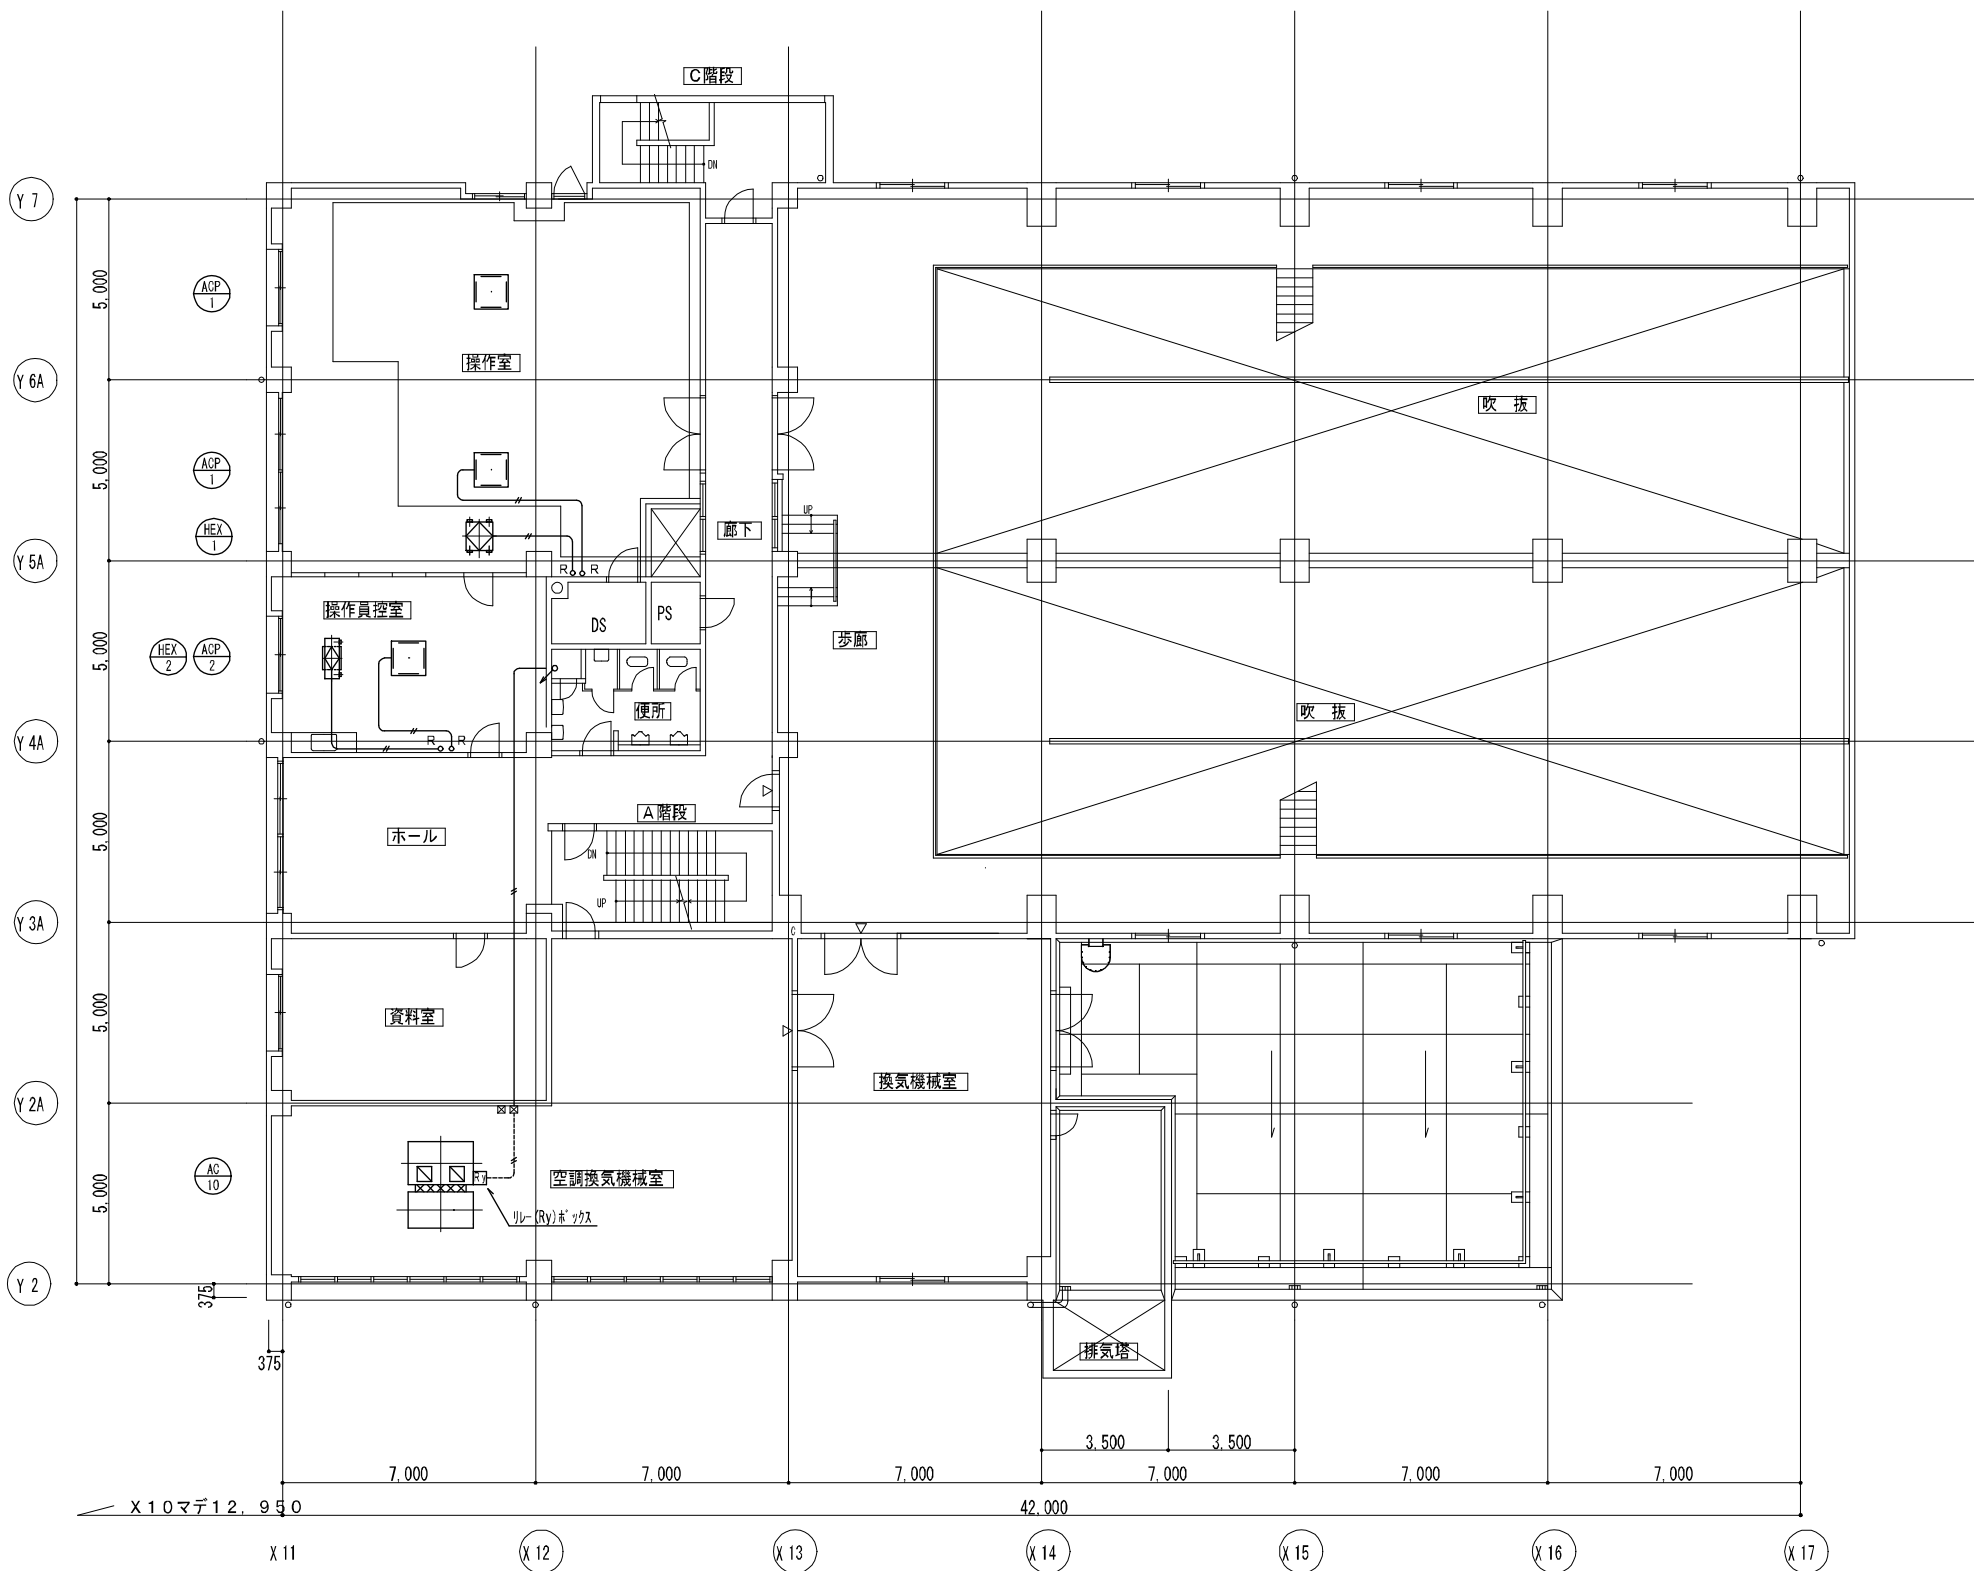 C階段
DN
Y 7
5,000
ACP
1
操作室
Y 6A
吹 抜
5,000
ACP
1
HEX
1
UP
廊下
Y 5A
R R
操作員控室
DS
PS
歩廊
5,000
HEX
2
ACP
2
便所
吹 抜
Y 4A
R R
A階段
5,000
ホール
DN
UP
Y 3A
C
5,000
資料室
換気機械室
Y 2A
5,000
AC
10
Ry
空調換気機械室
リレー(Ry)ボックス
Y 2
375
375
排気塔
3,500 3,500
7,000 7,000 7,000 7,000 7,000 7,000
X10マデ12,950
42,000
X 11 X 12 X 13 X 14 X 15 X 16 X 17